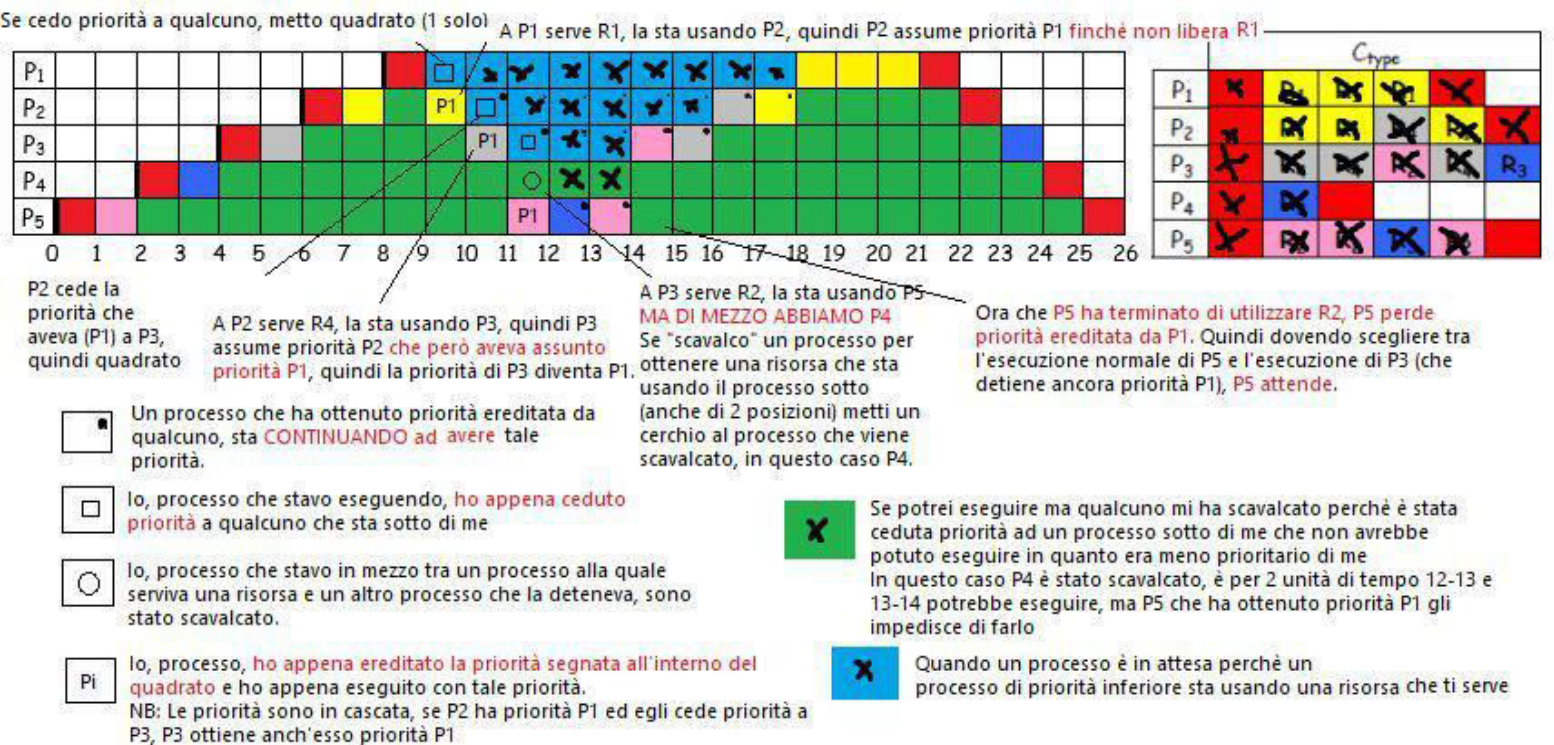 Se cedo priorità a qualcuno, metto quadrato (1 solo)
A P1 serve R1, la sta usando P2, quindi P2 assume priorità P1 finchè non libera R1
Ctype
P1
P2 P1
P3 P1
P4
P5 P1
0 1 2 3 4 5 6 7 8 9 10 11 12 13 14 15 16 17 18 19 20 21 22 23 24 25 26
P1
P2
P3 R3
P4
P5
P2 cede la
priorità che
aveva (P1) a P3,
quindi quadrato
A P2 serve R4, la sta usando P3, quindi P3
assume priorità P2 che però aveva assunto
priorità P1, quindi la priorità di P3 diventa P1.
A P3 serve R2, la sta usando P5
MA DI MEZZO ABBIAMO P4
Se "scavalco" un processo per
ottenere una risorsa che sta
usando il processo sotto
(anche di 2 posizioni) metti un
cerchio al processo che viene
scavalcato, in questo caso P4.
Ora che P5 ha terminato di utilizzare R2, P5 perde
priorità ereditata da P1. Quindi dovendo scegliere tra
l'esecuzione normale di P5 e l'esecuzione di P3 (che
detiene ancora priorità P1), P5 attende.
Un processo che ha ottenuto priorità ereditata da
qualcuno, sta CONTINUANDO ad avere tale
priorità.
Io, processo che stavo eseguendo, ho appena ceduto
priorità a qualcuno che sta sotto di me
Io, processo che stavo in mezzo tra un processo alla quale
serviva una risorsa e un altro processo che la deteneva, sono
stato scavalcato.
Pi
Io, processo, ho appena ereditato la priorità segnata all'interno del
quadrato e ho appena eseguito con tale priorità.
NB: Le priorità sono in cascata, se P2 ha priorità P1 ed egli cede priorità a
P3, P3 ottiene anch'esso priorità P1
Se potrei eseguire ma qualcuno mi ha scavalcato perchè è stata
ceduta priorità ad un processo sotto di me che non avrebbe
potuto eseguire in quanto era meno prioritario di me
In questo caso P4 è stato scavalcato, è per 2 unità di tempo 12-13 e
13-14 potrebbe eseguire, ma P5 che ha ottenuto priorità P1 gli
impedisce di farlo
Quando un processo è in attesa perchè un
processo di priorità inferiore sta usando una risorsa che ti serve